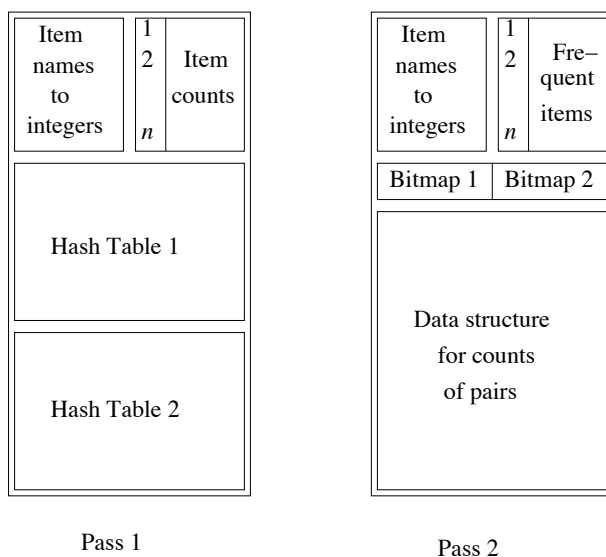 Item
names
to
integers
1
2
n
Item
counts
Hash Table 1
Hash Table 2
Pass 1
Item
names
to
integers
1
2
n
Fre–
quent
items
Bitmap 1
Bitmap 2
Data structure
for counts
of pairs
Pass 2